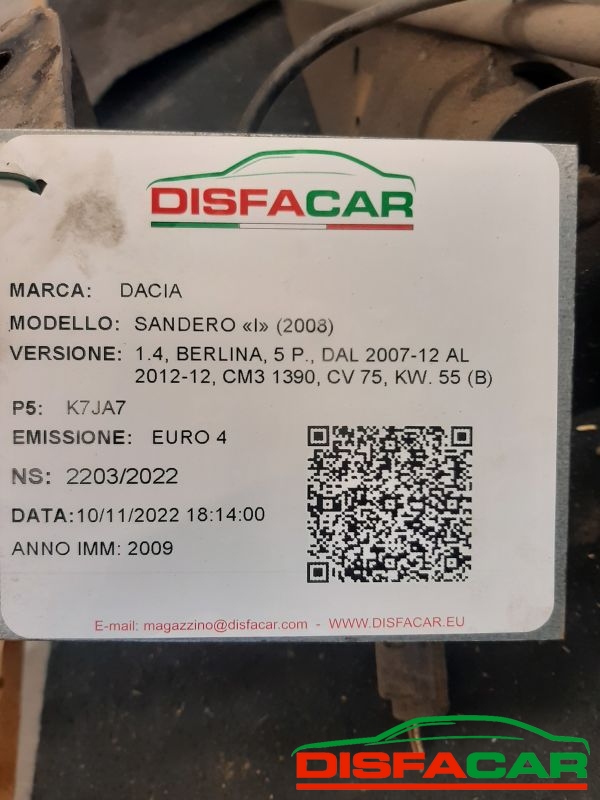 DISFACAR
MARCA: DACIA
MODELLO: SANDERO «I» (2008)
VERSIONE: 1.4, BERLINA, 5 P., DAL 2007-12 AL
2012-12, CM3 1390, CV 75, KW. 55 (B)
P5: K7JA7
EMISSIONE: EURO 4
NS: 2203/2022
DATA:10/11/2022 18:14:00
ANNO IMM: 2009
E-mail: magazzino@disfacar.com - WWW.DISFACAR.EU
DISFACAR